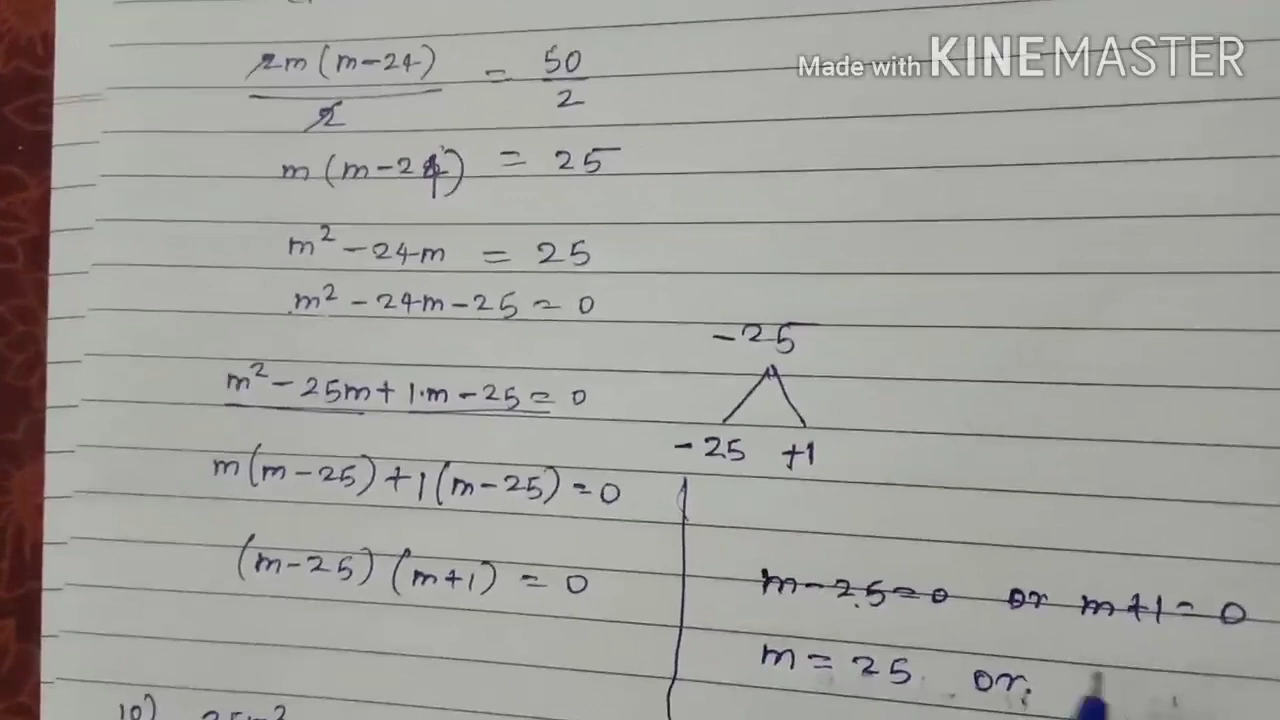 Made with KINEMASTER
2m(m-24)/2 = 50/2
m(m-24) = 25
m² - 24m = 25
m² - 24m - 25 = 0
-25
m² - 25m + 1·m - 25 = 0
-25 +1
m(m-25) + 1(m-25) = 0
(m-25) (m+1) = 0
m-25=0 or m+1=0
m = 25 or
10)